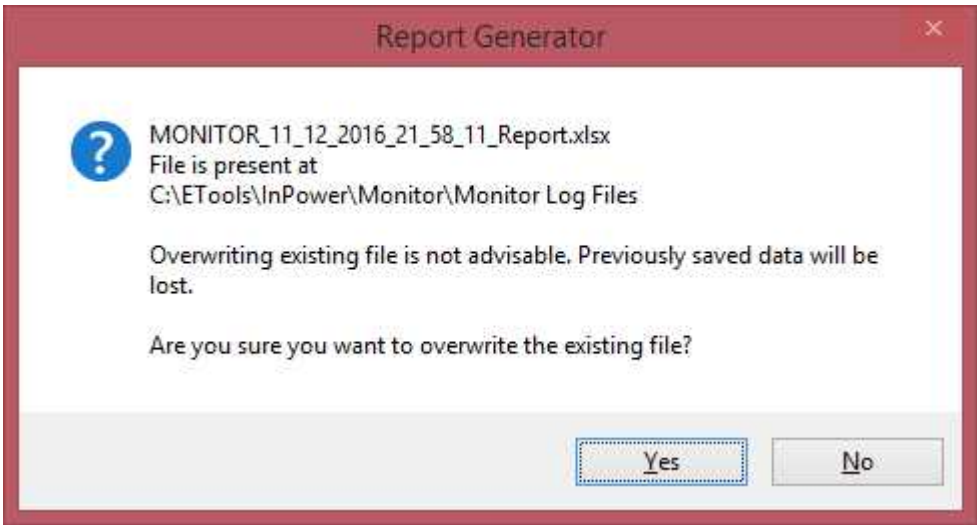 Report Generator
MONITOR_11_12_2016_21_58_11_Report.xlsx
File is present at
C:\ETools\InPower\Monitor\Monitor Log Files
Overwriting existing file is not advisable. Previously saved data will be
lost.
Are you sure you want to overwrite the existing file?
Yes
No